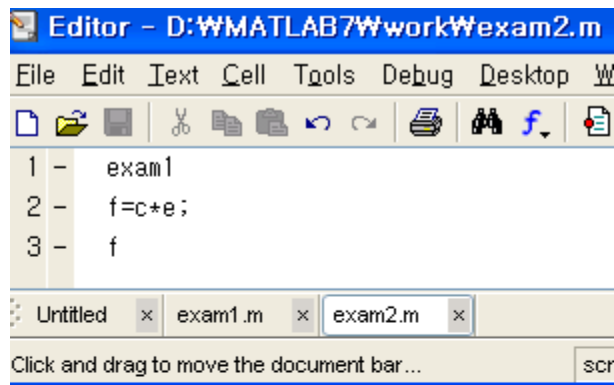 Editor - D:₩MATLAB7₩work₩exam2.m
File Edit Text Cell Tools Debug Desktop W
1 - exam1
2 - f=c*e;
3 - f
Untitled × exam1.m × exam2.m ×
Click and drag to move the document bar... scr